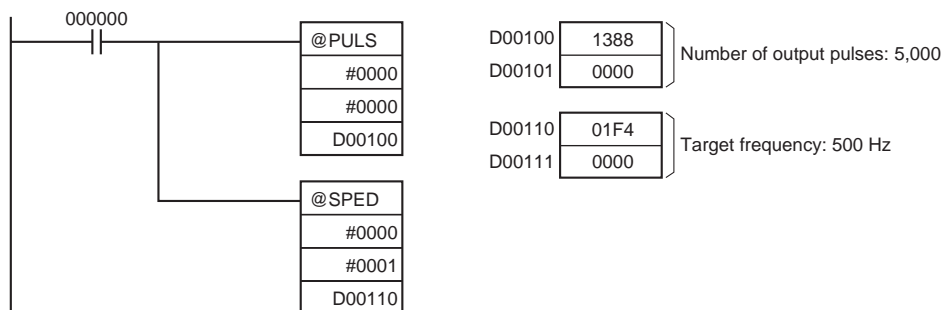 000000
@PULS
#0000
#0000
D00100
@SPED
#0000
#0001
D00110
D00100 1388
D00101 0000
Number of output pulses: 5,000
D00110 01F4
D00111 0000
Target frequency: 500 Hz